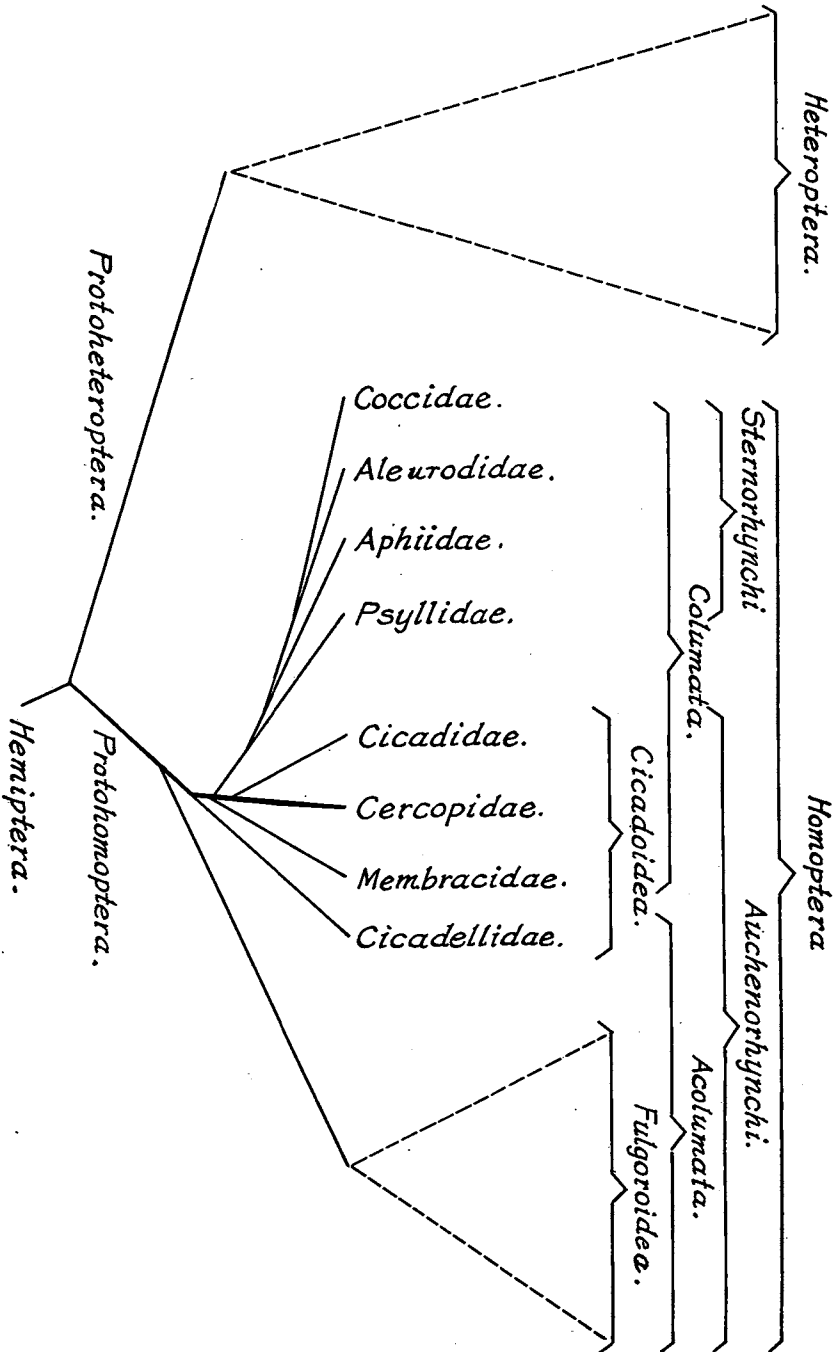 Heteroptera.
Homoptera
Sternorhynchi
Auchenorhynchi.
Columata.
Acolumata.
Cicadoidea.
Fulgoroidea.
Coccidae.
Aleurodidae.
Aphiidae.
Psyllidae.
Cicadidae.
Cercopidae.
Membracidae.
Cicadellidae.
Protoheteroptera.
Protohomoptera.
Hemiptera.